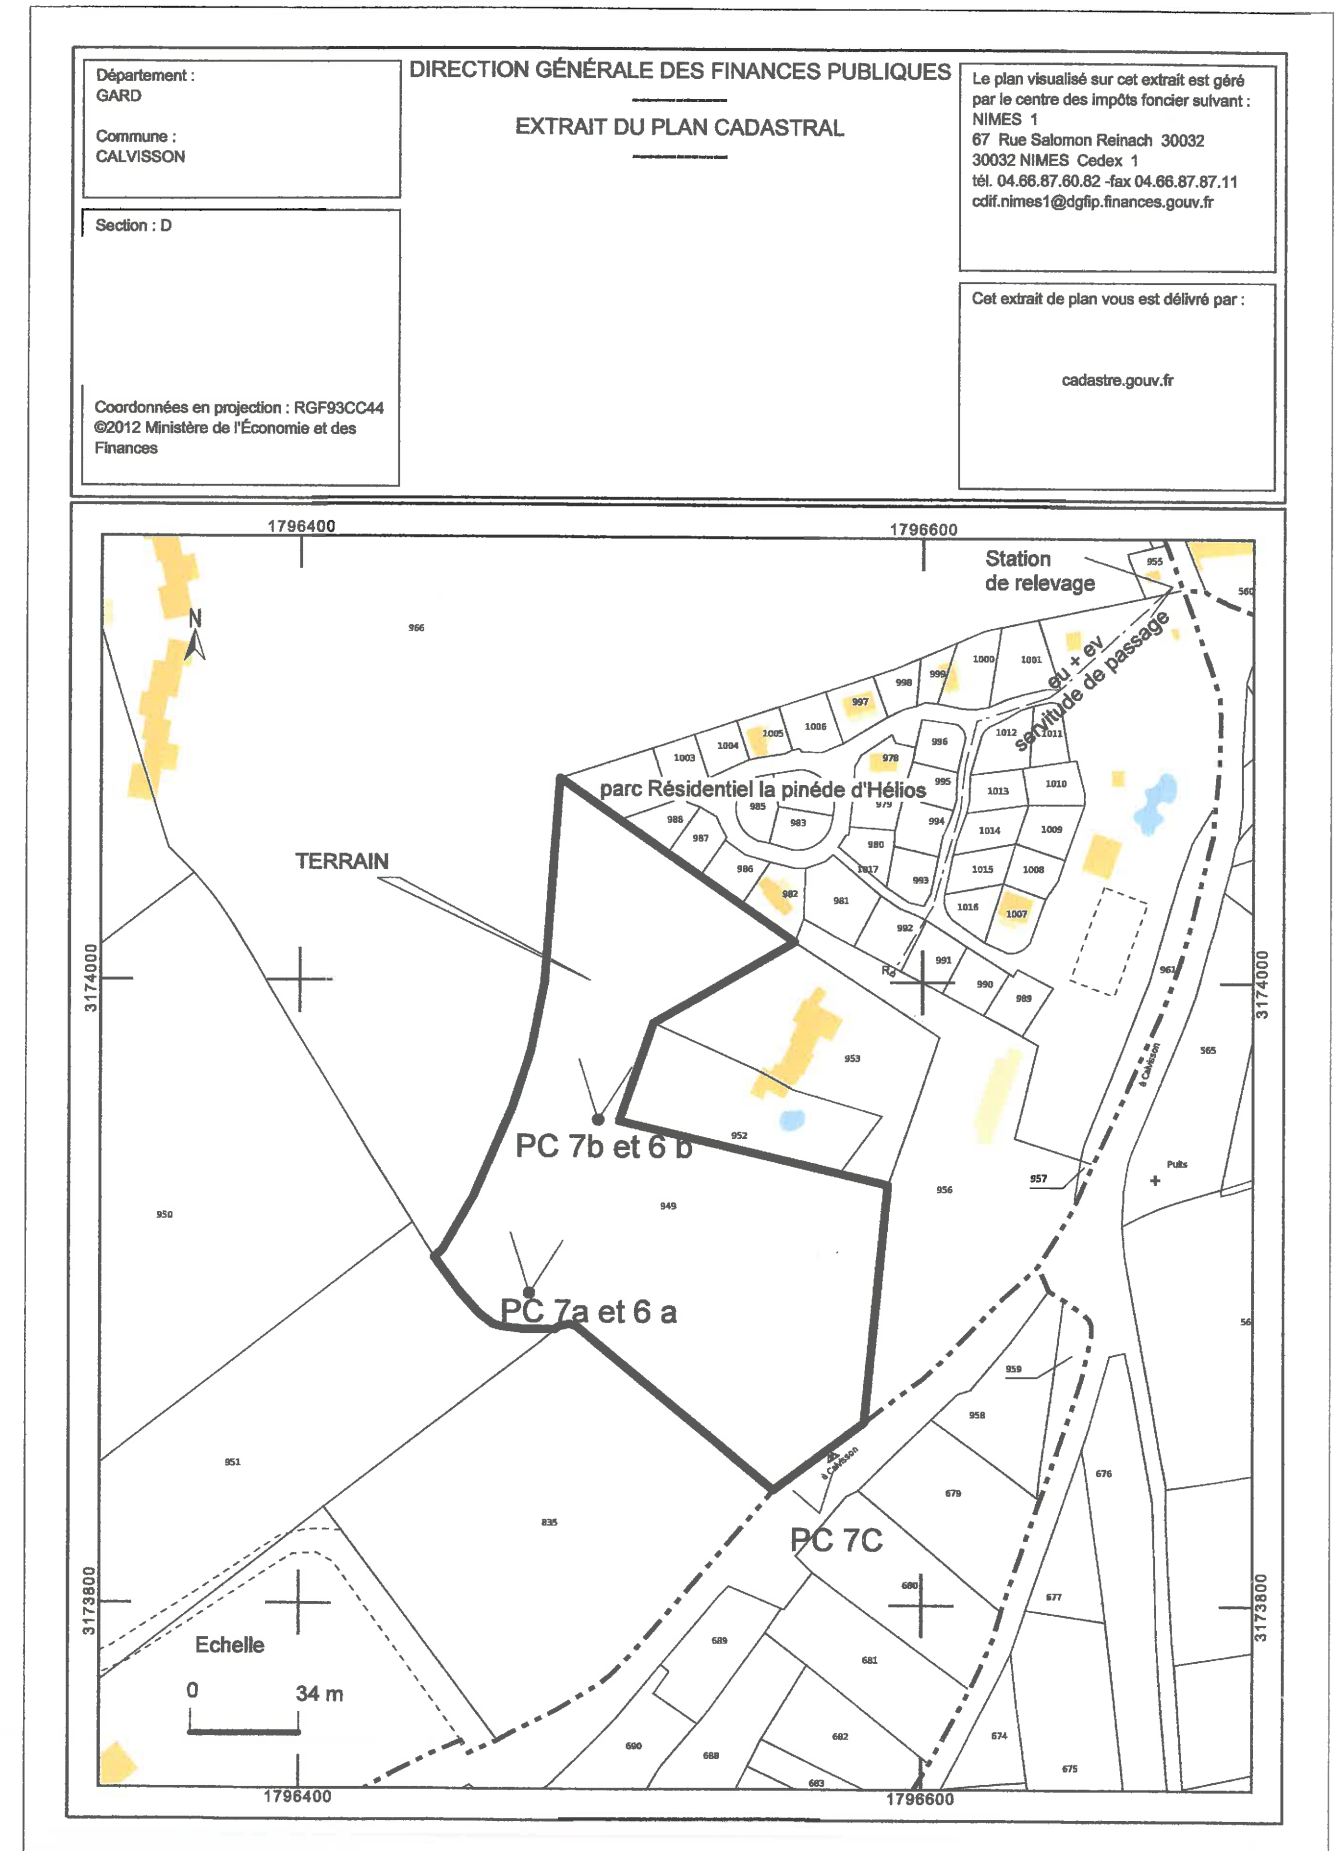 Département :
GARD
Commune :
CALVISSON
Section : D
Coordonnées en projection : RGF93CC44
©2012 Ministère de l'Économie et des
Finances
DIRECTION GÉNÉRALE DES FINANCES PUBLIQUES
EXTRAIT DU PLAN CADASTRAL
Le plan visualisé sur cet extrait est géré
par le centre des impôts foncier suivant :
NIMES 1
67 Rue Salomon Reinach 30032
30032 NIMES Cedex 1
tél. 04.66.87.60.82 -fax 04.66.87.87.11
cdif.nimes1@dgfip.finances.gouv.fr
Cet extrait de plan vous est délivré par :
cadastre.gouv.fr
1796400
1796600
Station
de relevage
955
560
N
966
eu + ev
servitude de passage
1000
1001
999
998
997
1006
1005
1004
1003
996
1012
1011
978
995
1013
1010
parc Résidentiel la pinéde d'Hélios
985
979
988
983
994
1014
1009
987
980
986
1017
993
1015
1008
TERRAIN
982
981
1016
1007
992
991
990
989
961
3174000
3174000
953
565
à Calvisson
952
PC 7b et 6 b
949
956
957
Puits
950
PC 7a et 6 a
56
959
958
951
à Calvisson
679
676
835
PC 7C
680
677
3173800
3173800
Echelle
0
34 m
689
681
690
688
682
683
674
675
1796400
1796600